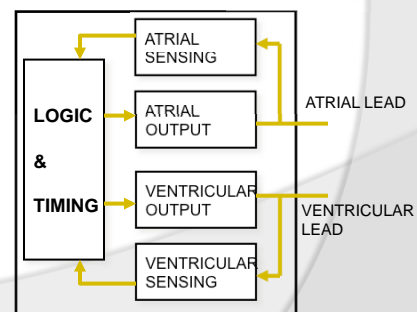 ATRIAL
SENSING
LOGIC
&
TIMING
ATRIAL
OUTPUT
ATRIAL LEAD
VENTRICULAR
OUTPUT
VENTRICULAR
LEAD
VENTRICULAR
SENSING